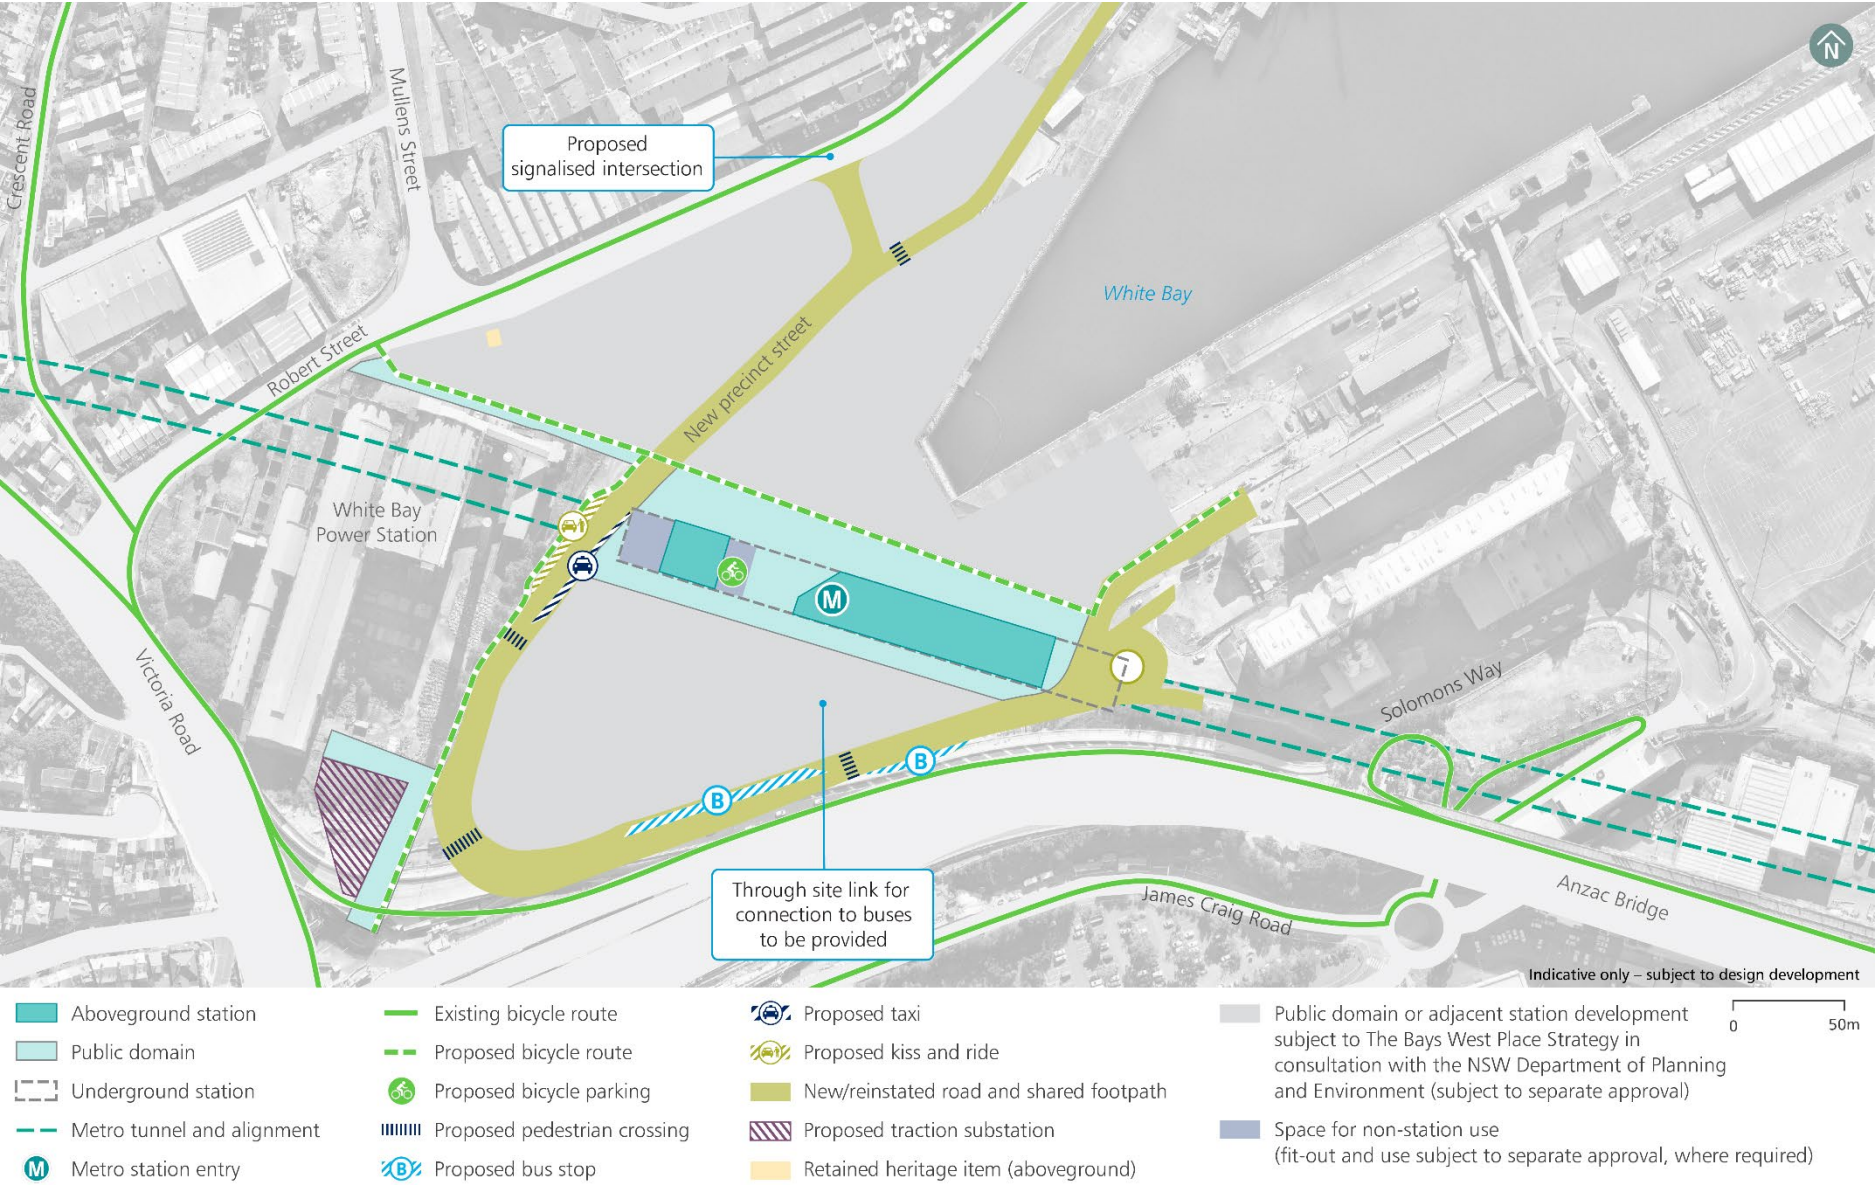 N
Crescent Road
Mullens Street
Proposed
signalised intersection
White Bay
Robert Street
New precinct street
White Bay
Power Station
M
Victoria Road
Solomons Way
B
B
Through site link for
connection to buses
to be provided
James Craig Road
Anzac Bridge
Indicative only – subject to design development
Aboveground station
Public domain
Underground station
Metro tunnel and alignment
M Metro station entry
Existing bicycle route
Proposed bicycle route
Proposed bicycle parking
Proposed pedestrian crossing
B Proposed bus stop
Proposed taxi
Proposed kiss and ride
New/reinstated road and shared footpath
Proposed traction substation
Retained heritage item (aboveground)
Public domain or adjacent station development
subject to The Bays West Place Strategy in
consultation with the NSW Department of Planning
and Environment (subject to separate approval)
Space for non-station use
(fit-out and use subject to separate approval, where required)
0 50m